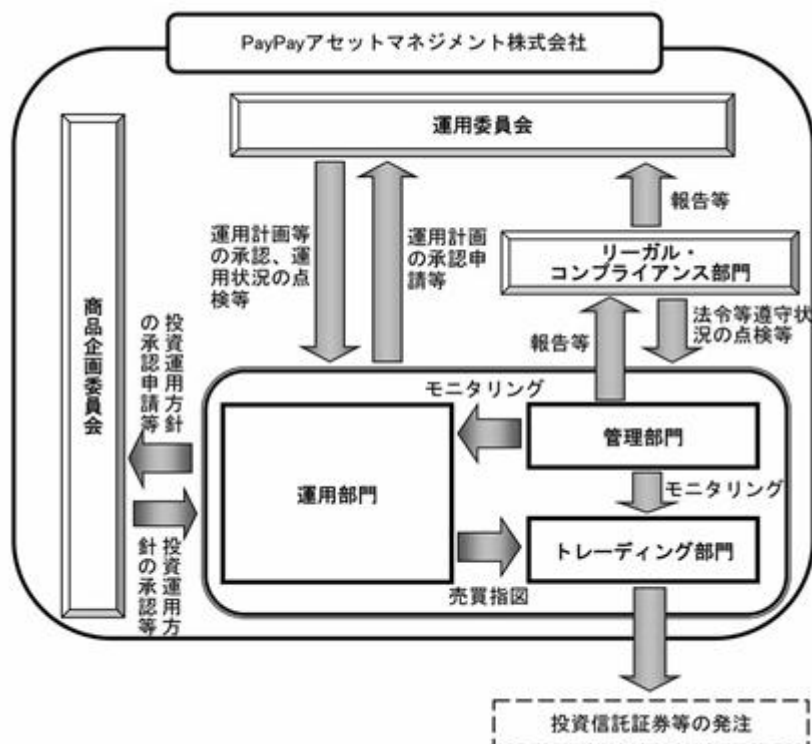 PayPayアセットマネジメント株式会社
運用委員会
運用計画等
の承認、運
用状況の点
検等
運用計画
の承認申
請等
報告等
リーガル・
コンプライアンス部門
報告等
法令等遵守状
況の点検等
商品企画委員会
投資運用方針
の承認申請等
投資運用方
針の承認等
モニタリング
運用部門
管理部門
モニタリング
トレーディング部門
売買指図
投資信託証券等の発注